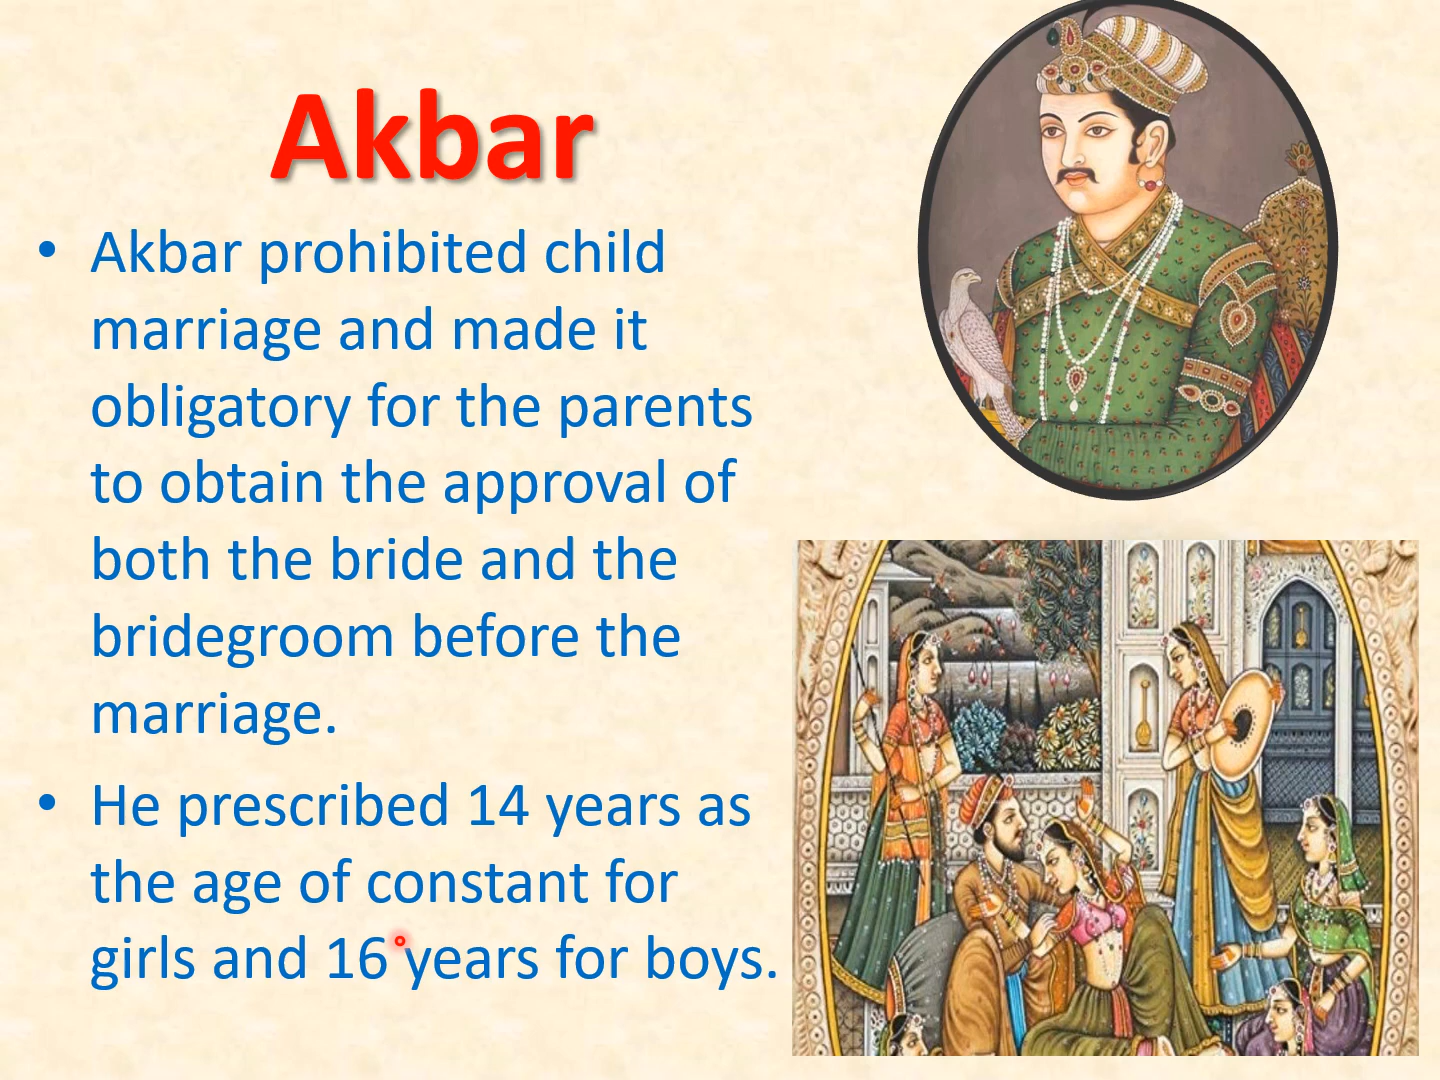 Akbar
• Akbar prohibited child
marriage and made it
obligatory for the parents
to obtain the approval of
both the bride and the
bridegroom before the
marriage.
• He prescribed 14 years as
the age of constant for
girls and 16 years for boys.